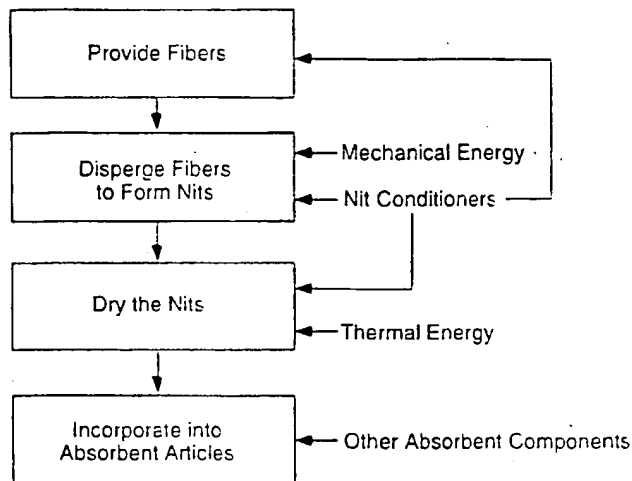 Provide Fibers
Disperge Fibers
to Form Nits
Mechanical Energy
Nit Conditioners
Dry the Nits
Thermal Energy
Incorporate into
Absorbent Articles
Other Absorbent Components